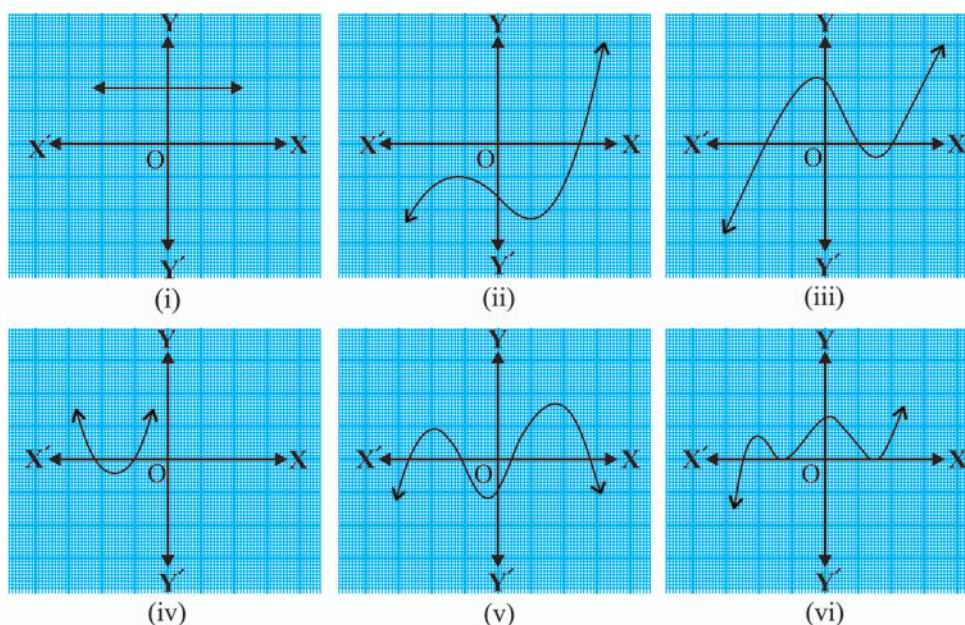 Y Y Y
X′ O X X′ O X X′ O X
Y′ Y′ Y′
(i) (ii) (iii)
Y Y Y
X′ O X X′ O X X′ O X
Y′ Y′ Y′
(iv) (v) (vi)